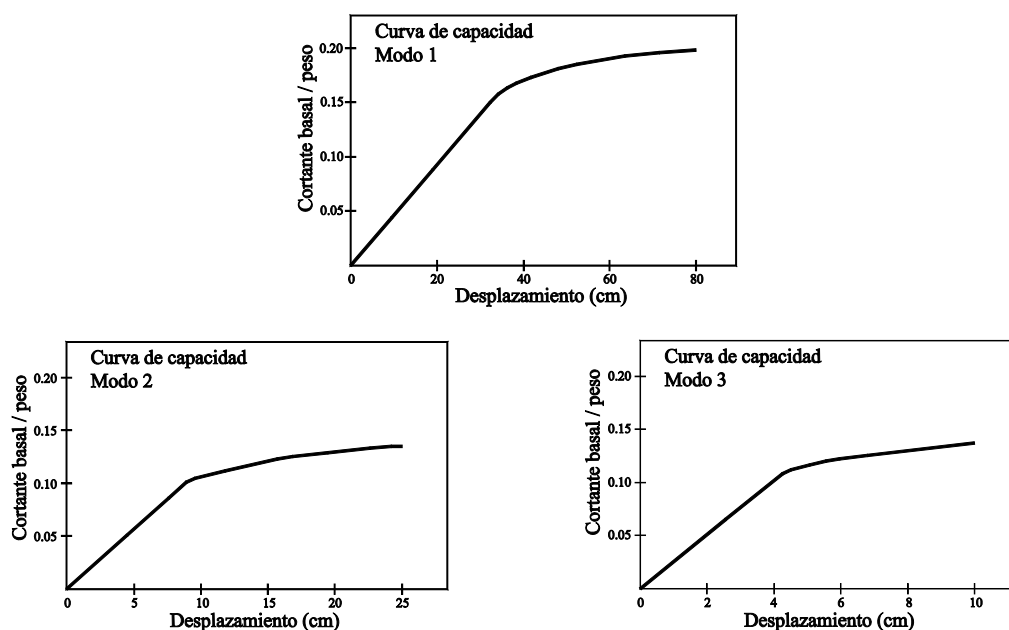 Curva de capacidad
Modo 1
Cortante basal / peso
0.20
0.15
0.10
0.05
0 20 40 60 80
Desplazamiento (cm)
Curva de capacidad
Modo 2
Cortante basal / peso
0.20
0.15
0.10
0.05
0 5 10 15 20 25
Desplazamiento (cm)
Curva de capacidad
Modo 3
Cortante basal / peso
0.20
0.15
0.10
0.05
0 2 4 6 8 10
Desplazamiento (cm)